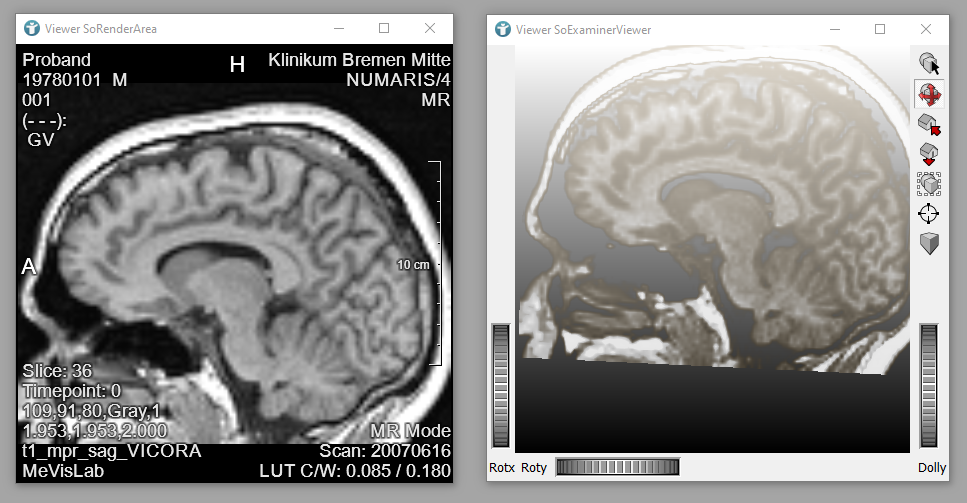 Viewer SoRenderArea
Proband
19780101 M
001
(- - -):
GV
H
Klinikum Bremen Mitte
NUMARIS/4
MR
A
10 cm
Slice: 36
Timepoint: 0
109,91,80,Gray,1
1.953,1.953,2.000
t1_mpr_sag_VICORA
MeVisLab
MR Mode
Scan: 20070616
LUT C/W: 0.085 / 0.180
Viewer SoExaminerViewer
Rotx Roty
Dolly